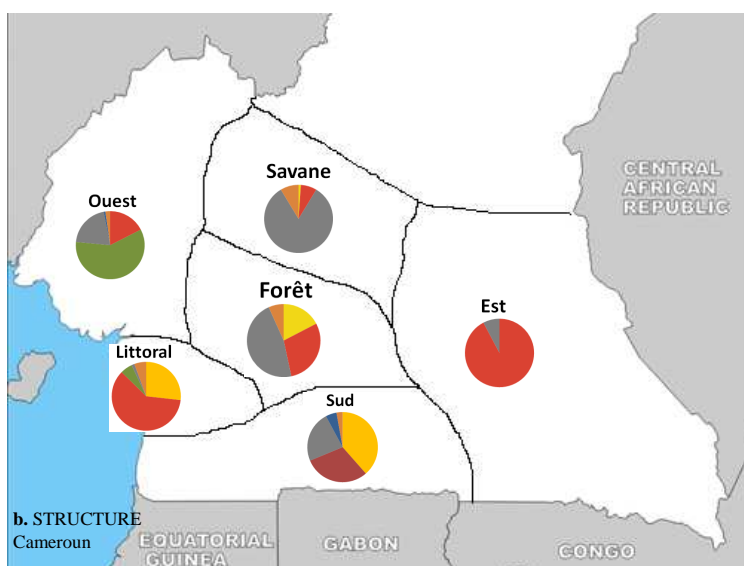 Savane
CENTRAL
AFRICAN
REPUBLIC
Ouest
Forêt
Est
Littoral
Sud
b. STRUCTURE
Cameroun
EQUATORIAL
GUINEA
GABON
CONGO